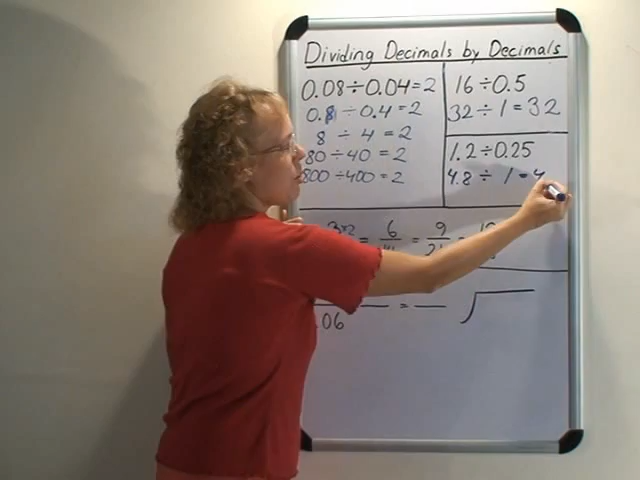 Dividing Decimals by Decimals
0.08 ÷ 0.04 = 2
0.8 ÷ 0.4 = 2
8 ÷ 4 = 2
80 ÷ 40 = 2
800 ÷ 400 = 2
16 ÷ 0.5
32 ÷ 1 = 32
1.2 ÷ 0.25
4.8 ÷ 1 = 4
3×2 = 6 = 9 =
.06 =